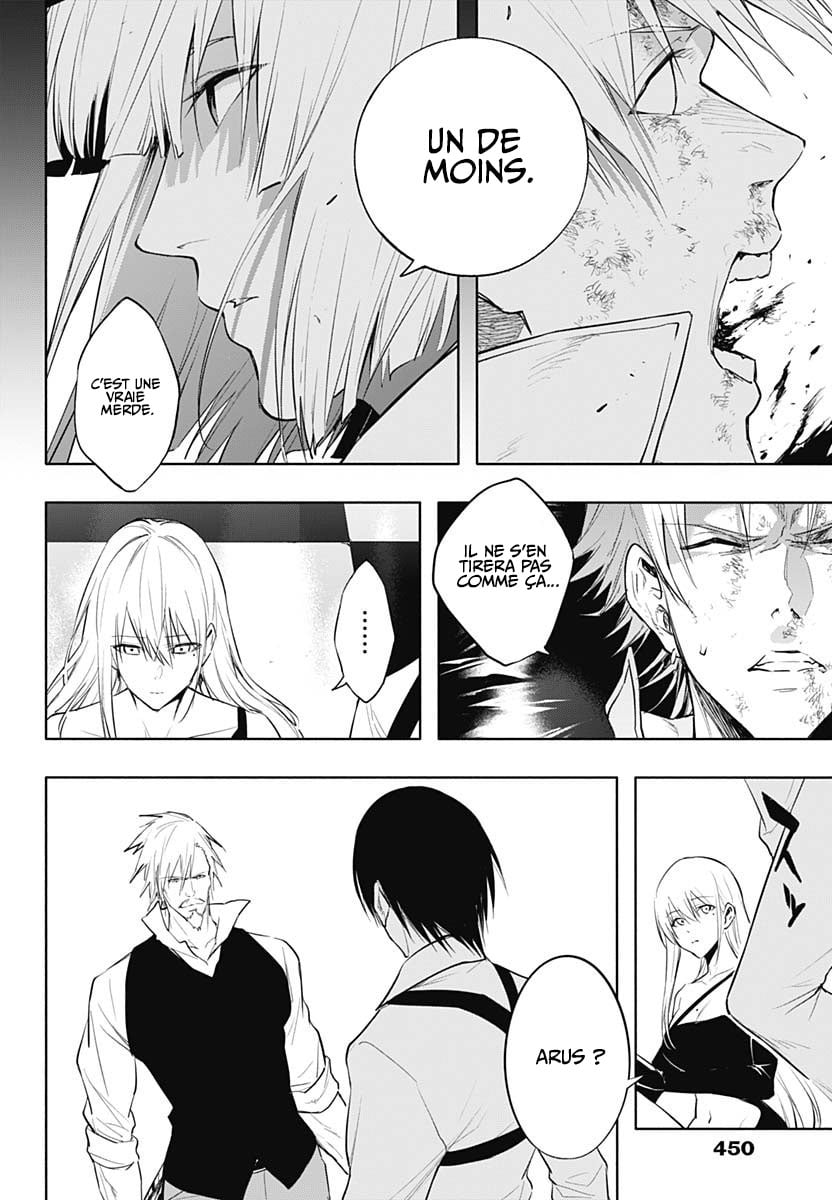 UN DE
MOINS.
C'EST UNE
VRAIE
MERDE.
IL NE S'EN
TIRERA PAS
COMME ÇA...
......
ARUS ?
450